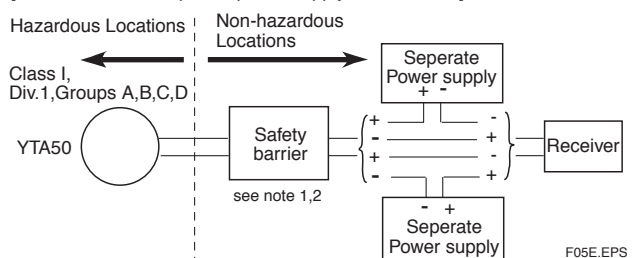 Hazardous Locations
Non-hazardous
Locations
Class I,
Div.1,Groups A,B,C,D
YTA50
Safety
barrier
see note 1,2
Seperate
Power supply
+ -
+ -
- +
+ -
- +
- +
Seperate
Power supply
Receiver
F05E.EPS